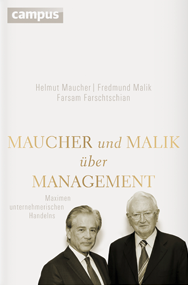 campus
Helmut Maucher | Fredmund Malik
Farsam Farschtschian
MAUCHER und MALIK
über
MANAGEMENT
Maximen
unternehmerischen
Handelns